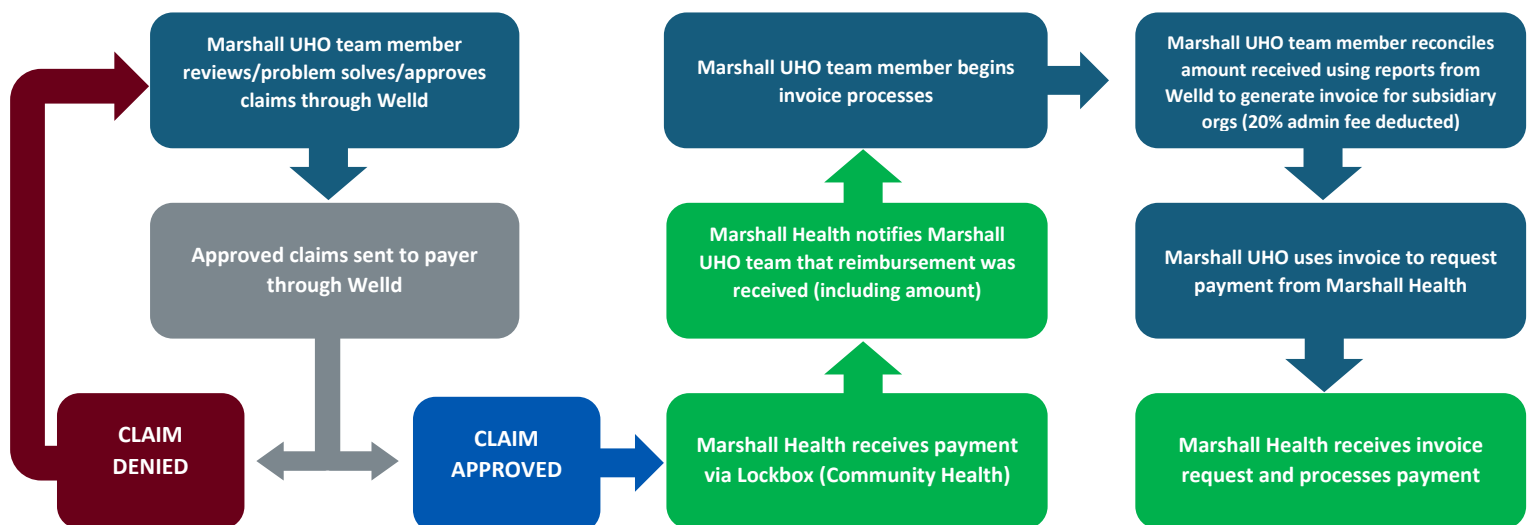 Marshall UHO team member
reviews/problem solves/approves
claims through Welld
Approved claims sent to payer
through Welld
CLAIM
DENIED
CLAIM
APPROVED
Marshall Health receives payment
via Lockbox (Community Health)
Marshall Health notifies Marshall
UHO team that reimbursement was
received (including amount)
Marshall UHO team member begins
invoice processes
Marshall UHO team member reconciles
amount received using reports from
Welld to generate invoice for subsidiary
orgs (20% admin fee deducted)
Marshall UHO uses invoice to request
payment from Marshall Health
Marshall Health receives invoice
request and processes payment